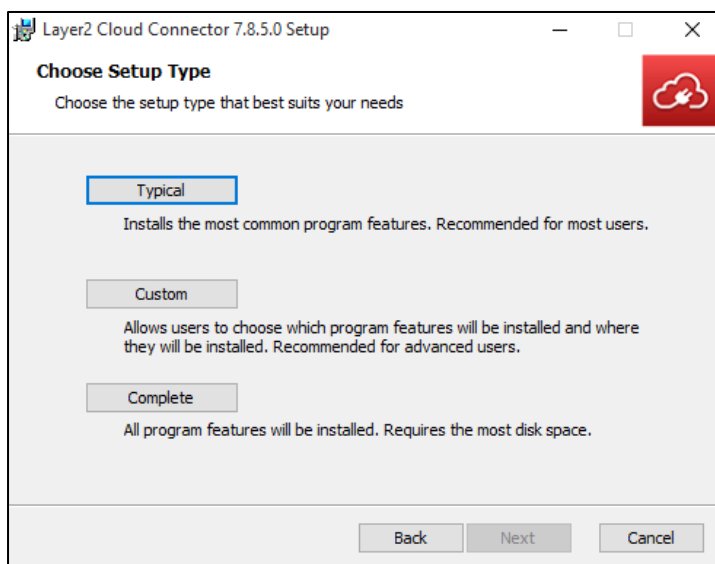 Layer2 Cloud Connector 7.8.5.0 Setup
Choose Setup Type
Choose the setup type that best suits your needs
Typical
Installs the most common program features. Recommended for most users.
Custom
Allows users to choose which program features will be installed and where
they will be installed. Recommended for advanced users.
Complete
All program features will be installed. Requires the most disk space.
Back Next Cancel